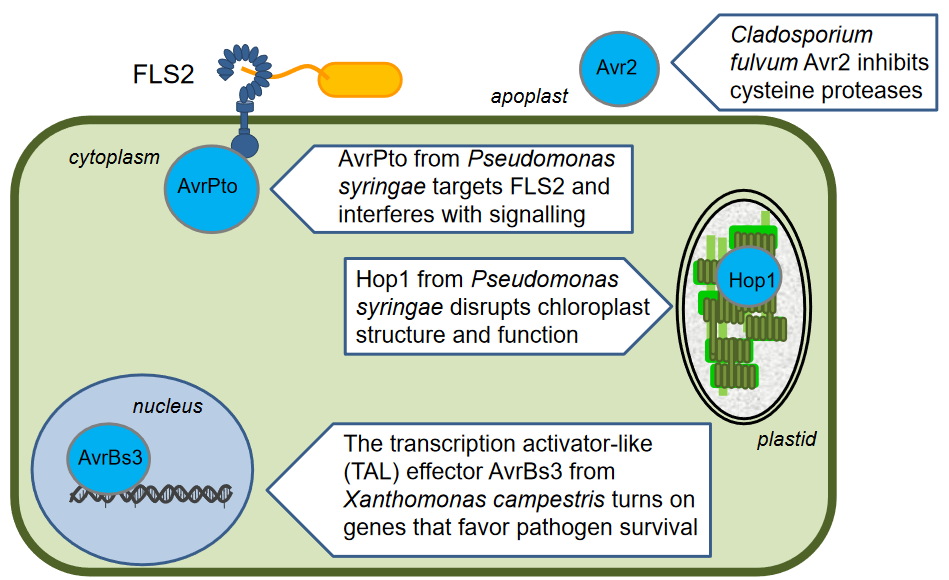 FLS2
apoplast
Avr2
Cladosporium
fulvum Avr2 inhibits
cysteine proteases
cytoplasm
AvrPto
AvrPto from Pseudomonas
syringae targets FLS2 and
interferes with signalling
Hop1 from Pseudomonas
syringae disrupts chloroplast
structure and function
Hop1
plastid
nucleus
AvrBs3
The transcription activator-like
(TAL) effector AvrBs3 from
Xanthomonas campestris turns on
genes that favor pathogen survival